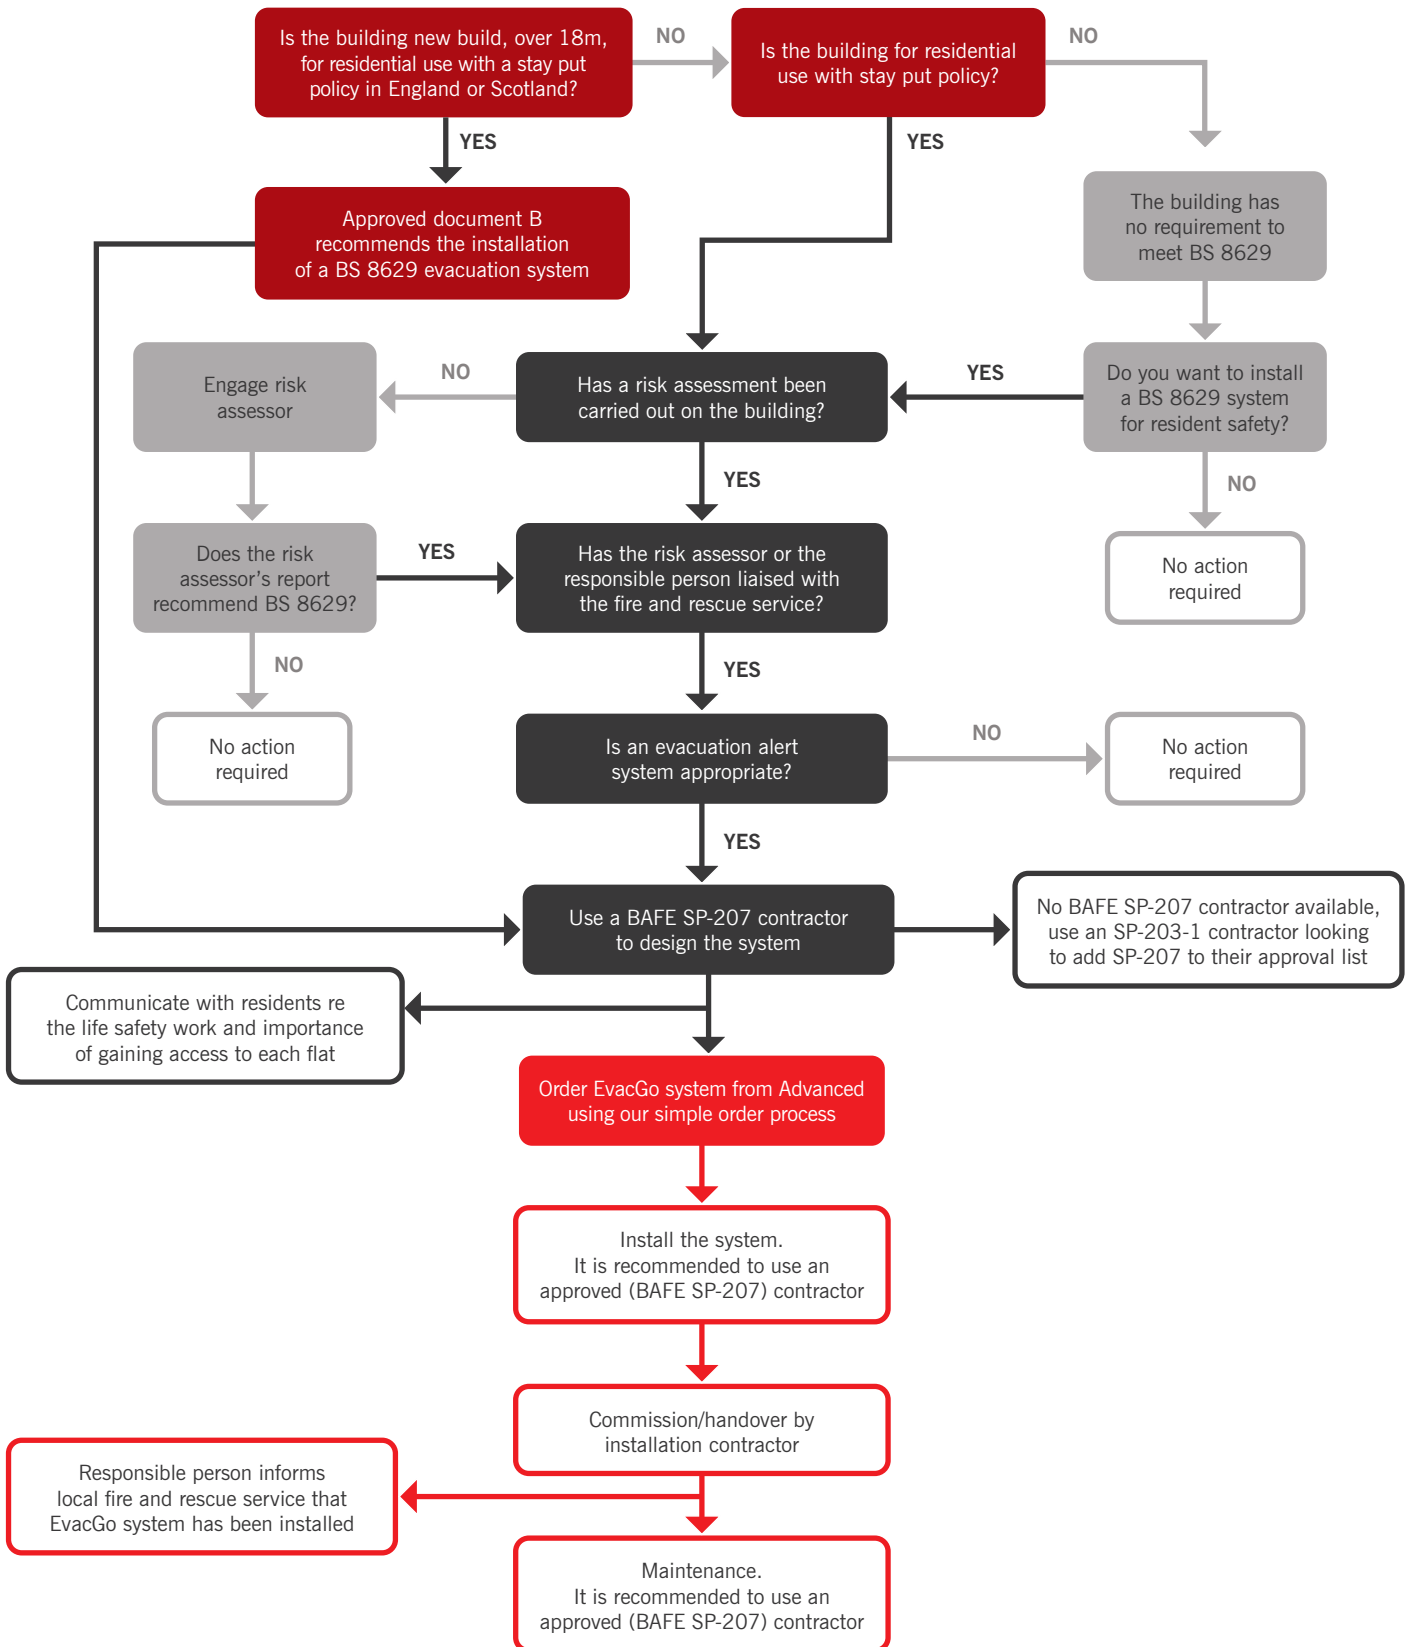 Is the building new build, over 18m,
for residential use with a stay put
policy in England or Scotland?
NO
Is the building for residential
use with stay put policy?
NO
YES
YES
Approved document B
recommends the installation
of a BS 8629 evacuation system
The building has
no requirement to
meet BS 8629
Engage risk
assessor
NO
Has a risk assessment been
carried out on the building?
YES
Do you want to install
a BS 8629 system
for resident safety?
YES
NO
Does the risk
assessor's report
recommend BS 8629?
YES
Has the risk assessor or the
responsible person liaised with
the fire and rescue service?
No action
required
NO
YES
No action
required
Is an evacuation alert
system appropriate?
NO
No action
required
YES
Use a BAFE SP-207 contractor
to design the system
No BAFE SP-207 contractor available,
use an SP-203-1 contractor looking
to add SP-207 to their approval list
Communicate with residents re
the life safety work and importance
of gaining access to each flat
Order EvacGo system from Advanced
using our simple order process
Install the system.
It is recommended to use an
approved (BAFE SP-207) contractor
Commission/handover by
installation contractor
Responsible person informs
local fire and rescue service that
EvacGo system has been installed
Maintenance.
It is recommended to use an
approved (BAFE SP-207) contractor